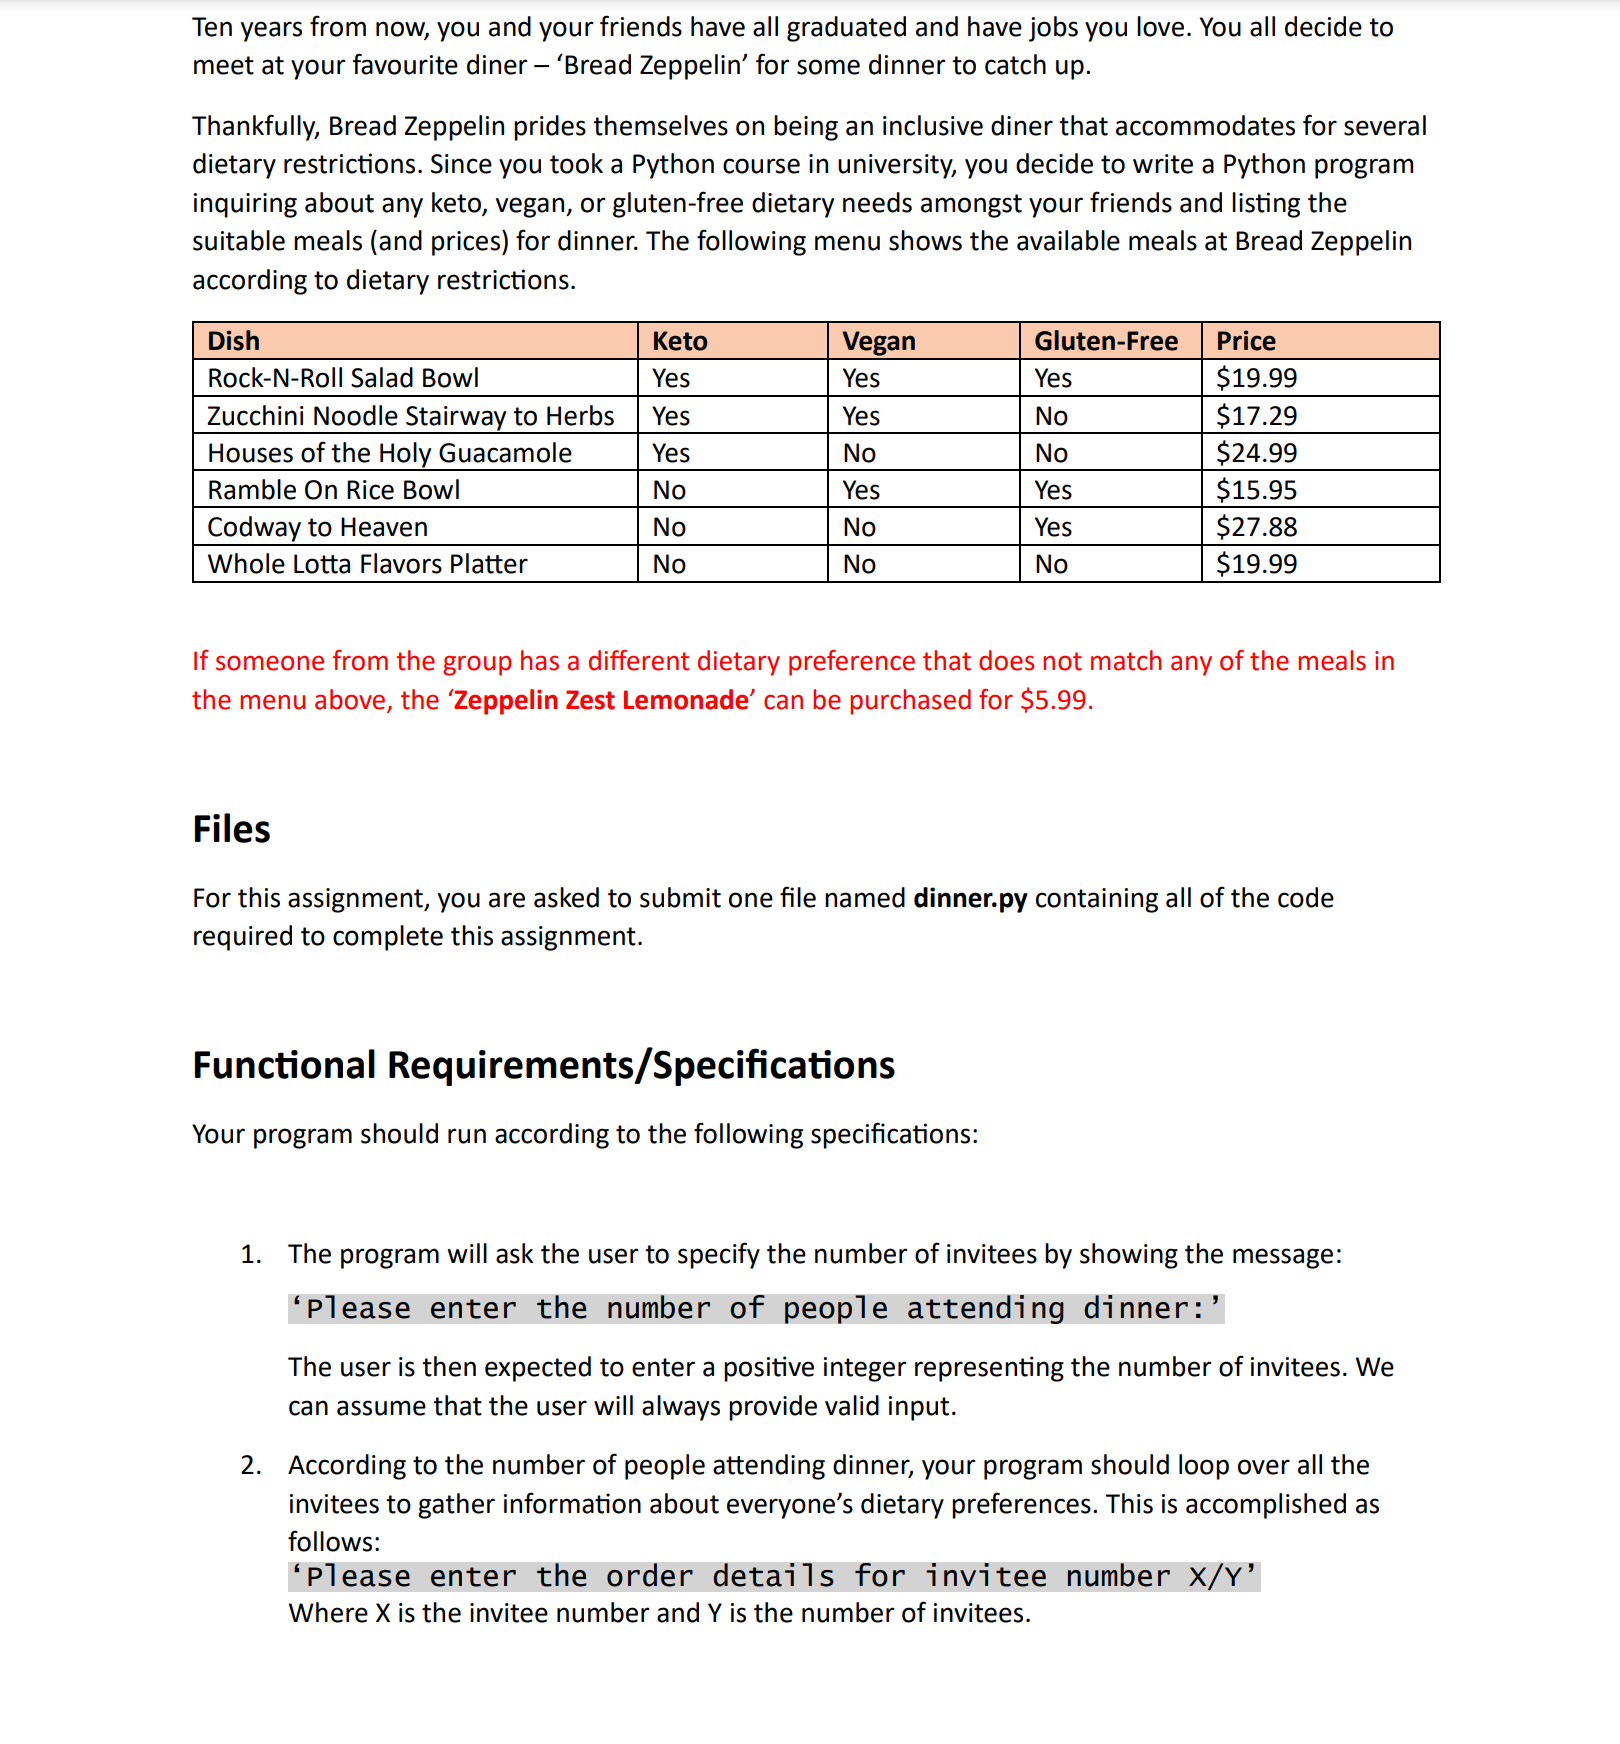 Ten years from now, you and your friends have all graduated and have jobs you love. You all decide to
meet at your favourite diner – ‘Bread Zeppelin’ for some dinner to catch up.
Thankfully, Bread Zeppelin prides themselves on being an inclusive diner that accommodates for several
dietary restrictions. Since you took a Python course in university, you decide to write a Python program
inquiring about any keto, vegan, or gluten-free dietary needs amongst your friends and listing the
suitable meals (and prices) for dinner. The following menu shows the available meals at Bread Zeppelin
according to dietary restrictions.
Dish Keto Vegan Gluten-Free Price
Rock-N-Roll Salad Bowl Yes Yes Yes $19.99
Zucchini Noodle Stairway to Herbs Yes Yes No $17.29
Houses of the Holy Guacamole Yes No No $24.99
Ramble On Rice Bowl No Yes Yes $15.95
Codway to Heaven No No Yes $27.88
Whole Lotta Flavors Platter No No No $19.99
If someone from the group has a different dietary preference that does not match any of the meals in
the menu above, the ‘Zeppelin Zest Lemonade’ can be purchased for $5.99.
Files
For this assignment, you are asked to submit one file named dinner.py containing all of the code
required to complete this assignment.
Functional Requirements/Specifications
Your program should run according to the following specifications:
1. The program will ask the user to specify the number of invitees by showing the message:
‘Please enter the number of people attending dinner:’
The user is then expected to enter a positive integer representing the number of invitees. We
can assume that the user will always provide valid input.
2. According to the number of people attending dinner, your program should loop over all the
invitees to gather information about everyone’s dietary preferences. This is accomplished as
follows:
‘Please enter the order details for invitee number X/Y’
Where X is the invitee number and Y is the number of invitees.